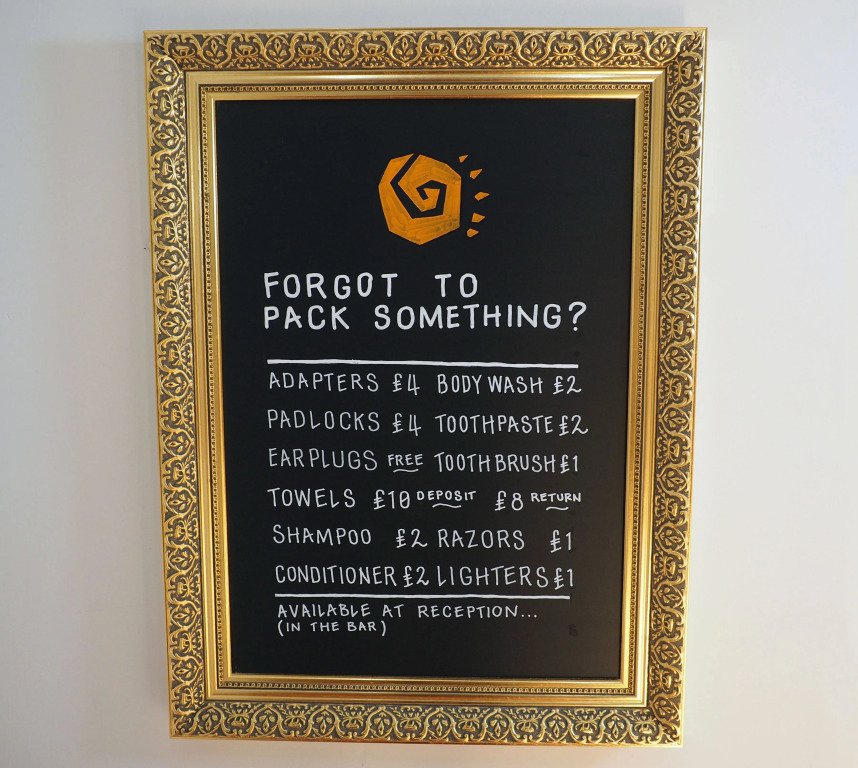 FORGOT TO
PACK SOMETHING?
ADAPTERS £4 BODY WASH £2
PADLOCKS £4 TOOTHPASTE £2
EARPLUGS FREE TOOTHBRUSH £1
TOWELS £10 DEPOSIT £8 RETURN
SHAMPOO £2 RAZORS £1
CONDITIONER £2 LIGHTERS £1
AVAILABLE AT RECEPTION...
(IN THE BAR)